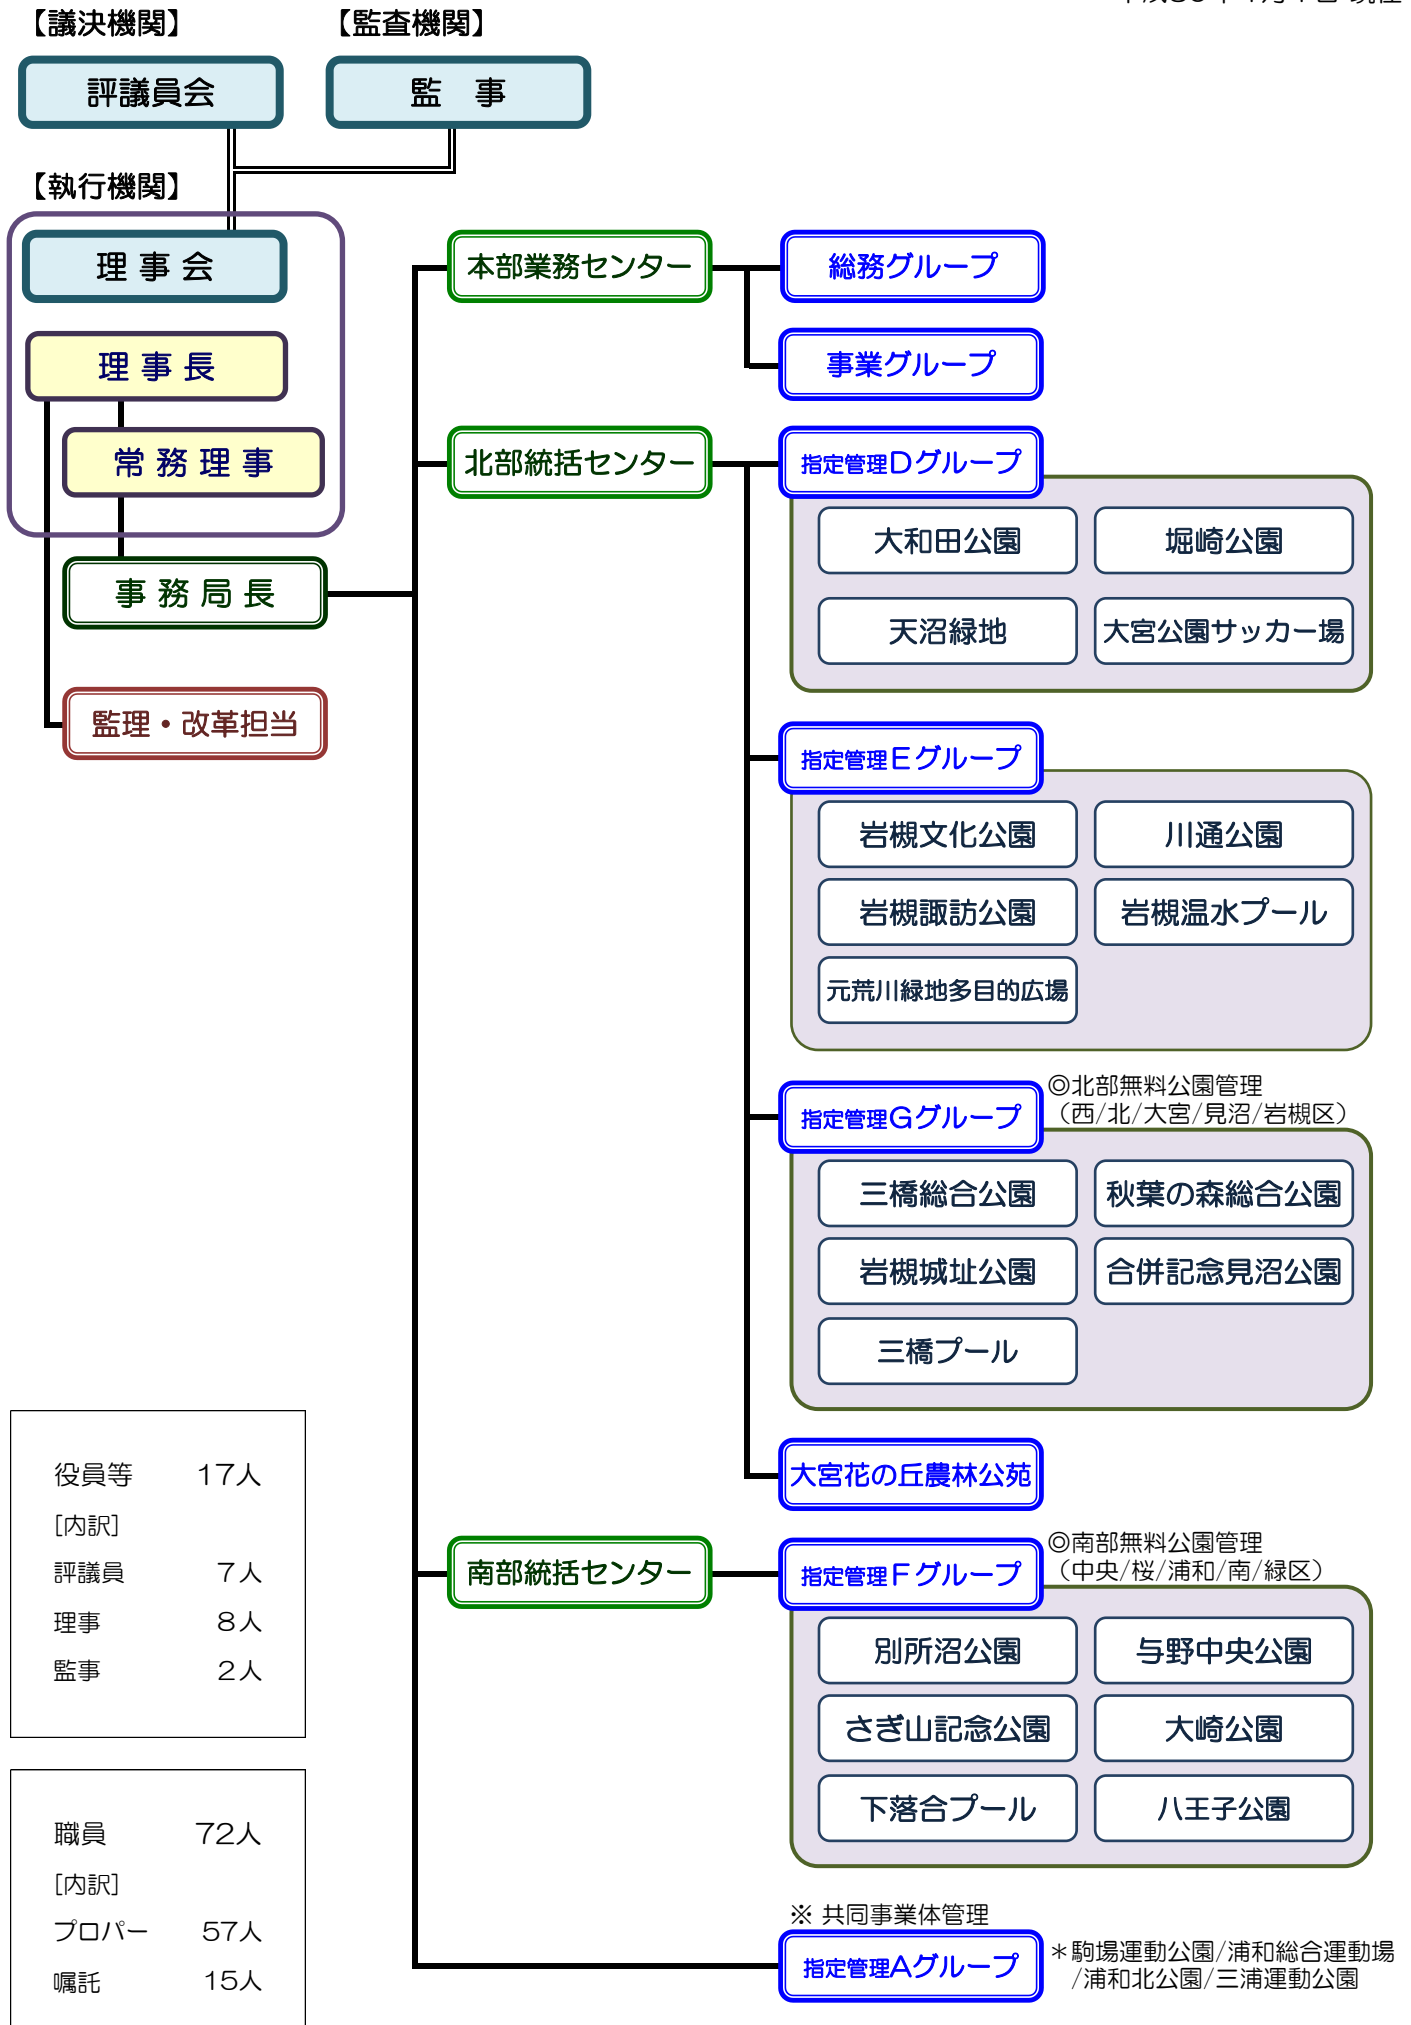 【議決機関】
【監査機関】
評議員会
監　事
【執行機関】
理 事 会
理 事 長
常 務 理 事
事 務 局 長
監理・改革担当
本部業務センター
総務グループ
事業グループ
北部統括センター
指定管理Dグループ
大和田公園
堀崎公園
天沼緑地
大宮公園サッカー場
指定管理Eグループ
岩槻文化公園
川通公園
岩槻諏訪公園
岩槻温水プール
元荒川緑地多目的広場
指定管理Gグループ
◎北部無料公園管理
（西/北/大宮/見沼/岩槻区）
三橋総合公園
秋葉の森総合公園
岩槻城址公園
合併記念見沼公園
三橋プール
大宮花の丘農林公苑
南部統括センター
指定管理Fグループ
◎南部無料公園管理
（中央/桜/浦和/南/緑区）
別所沼公園
与野中央公園
さぎ山記念公園
大崎公園
下落合プール
八王子公園
※ 共同事業体管理
指定管理Aグループ
＊駒場運動公園/浦和総合運動場
/浦和北公園/三浦運動公園
役員等　17人
[内訳]
評議員　7人
理事　8人
監事　2人
職員　72人
[内訳]
プロパー　57人
嘱託　15人